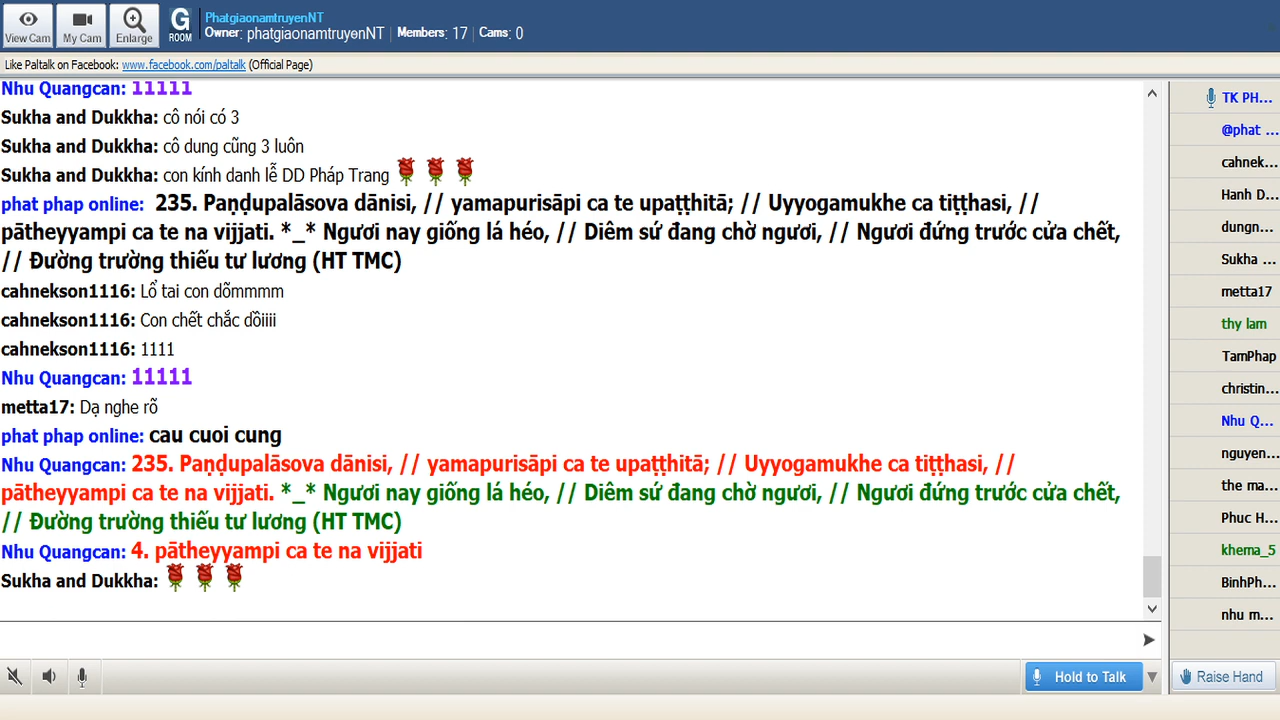 PhatgiaonamtruyenNT
Owner: phatgiaonamtruyenNT Members: 17 Cams: 0
View Cam My Cam Enlarge G ROOM
Like Paltalk on Facebook: www.facebook.com/paltalk (Official Page)
Nhu Quangcan: 11111
Sukha and Dukkha: cô nói có 3
Sukha and Dukkha: cô dung cũng 3 luôn
Sukha and Dukkha: con kính danh lễ DD Pháp Trang
phat phap online: 235. Paṇḍupalāsova dānisi, // yamapurisāpi ca te upaṭṭhitā; // Uyyogamukhe ca tiṭṭhasi, //
pātheyyampi ca te na vijjati. *_* Ngươi nay giống lá héo, // Diêm sứ đang chờ ngươi, // Ngươi đứng trước cửa chết,
// Đường trường thiếu tư lương (HT TMC)
cahnekson1116: Lổ tai con dõmmmm
cahnekson1116: Con chết chắc dồiiii
cahnekson1116: 1111
Nhu Quangcan: 11111
metta17: Dạ nghe rõ
phat phap online: cau cuoi cung
Nhu Quangcan: 235. Paṇḍupalāsova dānisi, // yamapurisāpi ca te upaṭṭhitā; // Uyyogamukhe ca tiṭṭhasi, //
pātheyyampi ca te na vijjati. *_* Ngươi nay giống lá héo, // Diêm sứ đang chờ ngươi, // Ngươi đứng trước cửa chết,
// Đường trường thiếu tư lương (HT TMC)
Nhu Quangcan: 4. pātheyyampi ca te na vijjati
Sukha and Dukkha:
TK PH...
@phat ...
cahnek...
Hanh D...
dungn...
Sukha ...
metta17
thy lam
TamPhap
christin...
Nhu Q...
nguyen...
the ma...
Phuc H...
khema_5
BinhPh...
nhu m...
Hold to Talk
Raise Hand